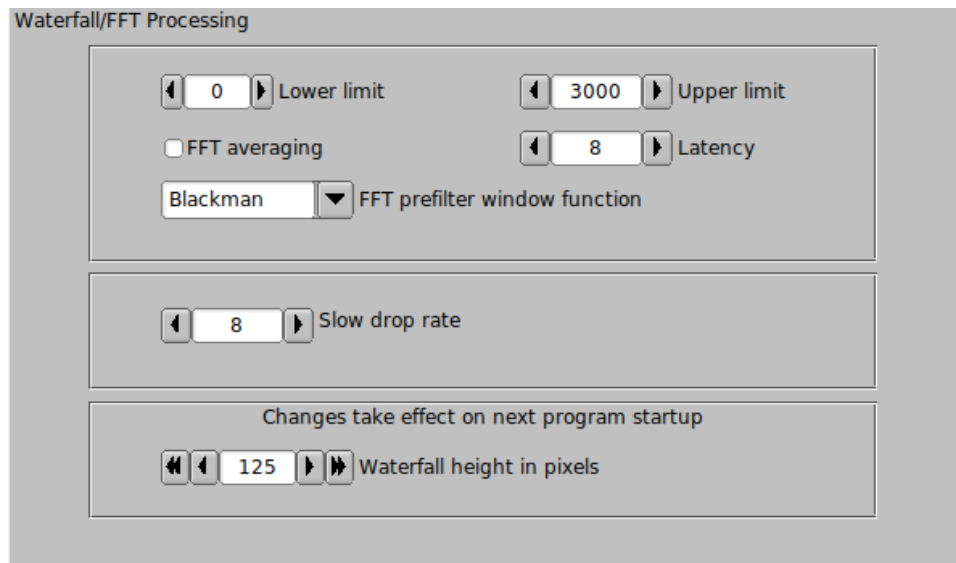 Waterfall/FFT Processing
0 Lower limit 3000 Upper limit
FFT averaging 8 Latency
Blackman FFT prefilter window function
8 Slow drop rate
Changes take effect on next program startup
125 Waterfall height in pixels